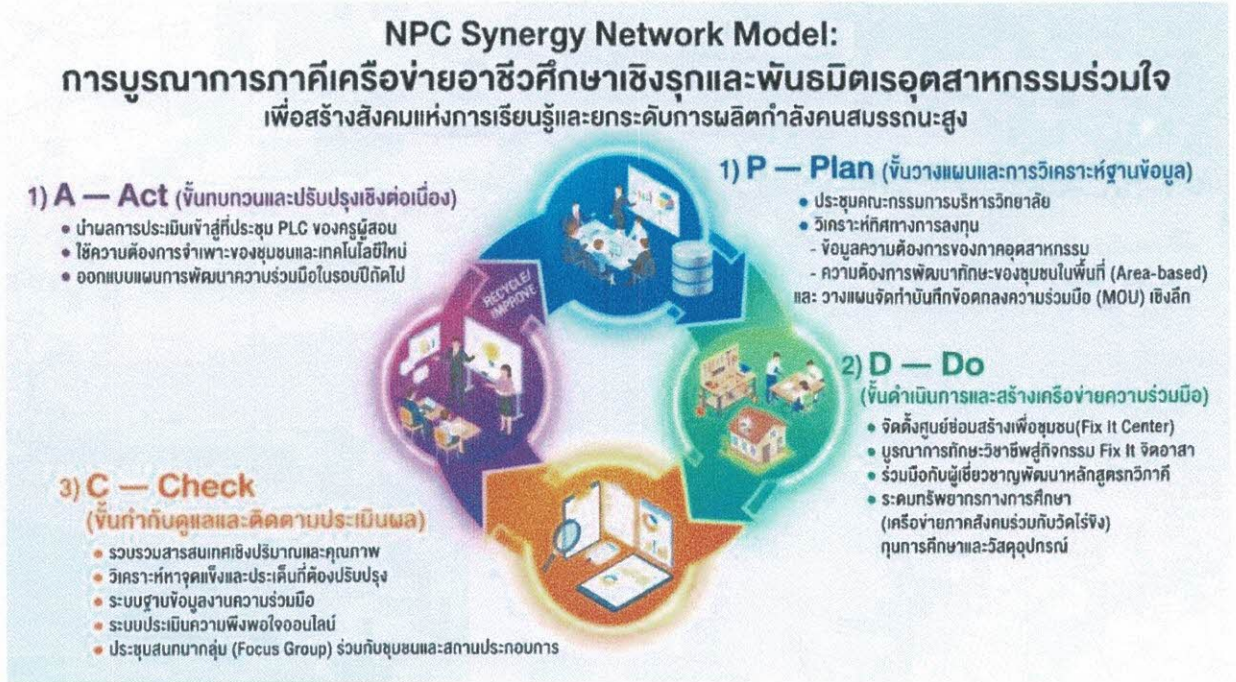 NPC Synergy Network Model:
การบูรณาการภาคีเครือข่ายอาชีวศึกษาเชิงรุกและพันธมิตรอุตสาหกรรมร่วมใจ
เพื่อสร้างสังคมแห่งการเรียนรู้และยกระดับการผลิตกำลังคนสมรรถนะสูง
1) P — Plan (ขั้นวางแผนและการวิเคราะห์ฐานข้อมูล)
• ประชุมคณะกรรมการบริหารวิทยาลัย
• วิเคราะห์ทิศทางการลงทุน
- ข้อมูลความต้องการของภาคอุตสาหกรรม
- ความต้องการพัฒนาทักษะของชุมชนในพื้นที่ (Area-based)
และ วางแผนจัดทำบันทึกข้อตกลงความร่วมมือ (MOU) เชิงลึก
2) D — Do
(ขั้นดำเนินการและสร้างเครือข่ายความร่วมมือ)
• จัดตั้งศูนย์ซ่อมสร้างเพื่อชุมชน(Fix It Center)
• บูรณาการทักษะวิชาชีพสู่กิจกรรม Fix It จิตอาสา
• ร่วมมือกับผู้เชี่ยวชาญพัฒนาหลักสูตรทวิภาคี
• ระดมทรัพยากรทางการศึกษา
(เครือข่ายภาคสังคมร่วมกับวัดไร่ขิง)
ทุนการศึกษาและวัสดุอุปกรณ์
3) C — Check
(ขั้นกำกับดูแลและติดตามประเมินผล)
• รวบรวมสารสนเทศเชิงปริมาณและคุณภาพ
• วิเคราะห์หาจุดแข็งและประเด็นที่ต้องปรับปรุง
• ระบบฐานข้อมูลงานความร่วมมือ
• ระบบประเมินความพึงพอใจออนไลน์
• ประชุมสนทนากลุ่ม (Focus Group) ร่วมกับชุมชนและสถานประกอบการ
1) A — Act (ขั้นทบทวนและปรับปรุงเชิงต่อเนื่อง)
• นำผลการประเมินเข้าสู่ที่ประชุม PLC ของครูผู้สอน
• ใช้ความต้องการจำเพาะของชุมชนและเทคโนโลยีใหม่
• ออกแบบแผนการพัฒนาความร่วมมือในรอบปีถัดไป
RECYCLE/
IMPROVE